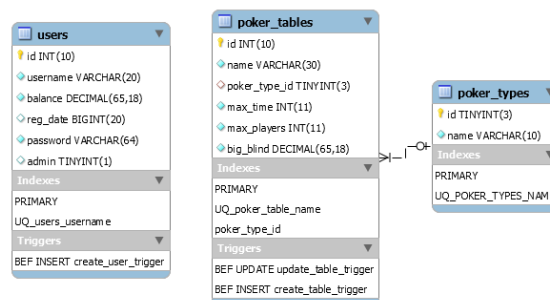 users
id INT(10)
username VARCHAR(20)
balance DECIMAL(65,18)
reg_date BIGINT(20)
password VARCHAR(64)
admin TINYINT(1)
Indexes
PRIMARY
UQ_users_username
Triggers
BEF INSERT create_user_trigger
poker_tables
id INT(10)
name VARCHAR(30)
poker_type_id TINYINT(3)
max_time INT(11)
max_players INT(11)
big_blind DECIMAL(65,18)
Indexes
PRIMARY
UQ_poker_table_name
poker_type_id
Triggers
BEF UPDATE update_table_trigger
BEF INSERT create_table_trigger
poker_types
id TINYINT(3)
name VARCHAR(10)
Indexes
PRIMARY
UQ_POKER_TYPES_NAM